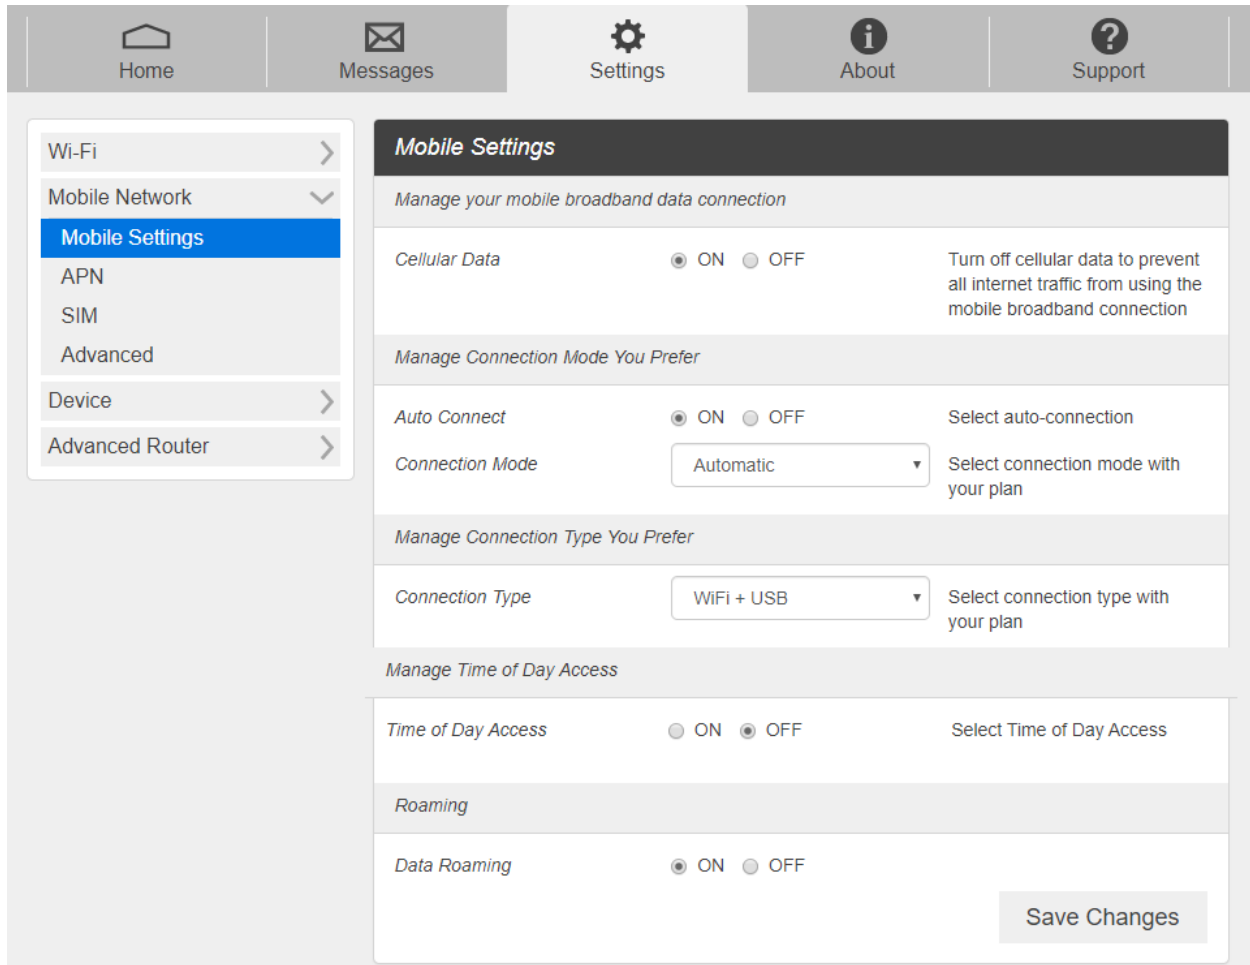 Home
Messages
Settings
About
Support
Wi-Fi
Mobile Network
Mobile Settings
APN
SIM
Advanced
Device
Advanced Router
Mobile Settings
Manage your mobile broadband data connection
Cellular Data ON OFF Turn off cellular data to prevent
all internet traffic from using the
mobile broadband connection
Manage Connection Mode You Prefer
Auto Connect ON OFF Select auto-connection
Connection Mode Automatic Select connection mode with
your plan
Manage Connection Type You Prefer
Connection Type WiFi + USB Select connection type with
your plan
Manage Time of Day Access
Time of Day Access ON OFF Select Time of Day Access
Roaming
Data Roaming ON OFF
Save Changes